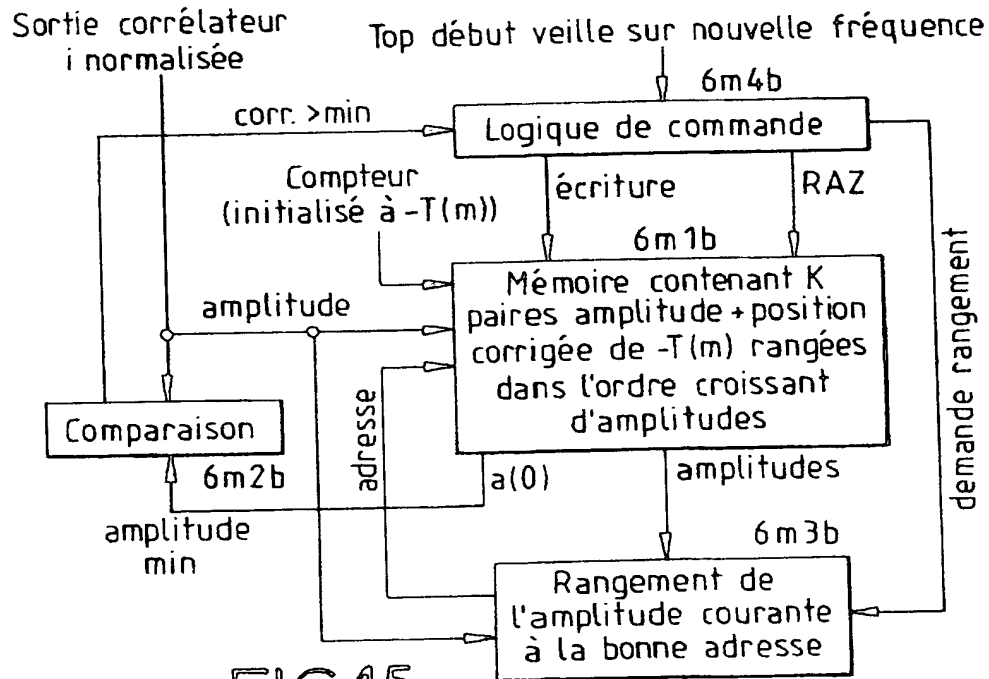 Sortie corrélateur
i normalisée
Top début veille sur nouvelle fréquence
6m4b
corr. >min
Logique de commande
Compteur
(initialisé à -T(m))
écriture
RAZ
6m1b
Mémoire contenant K
paires amplitude + position
corrigée de -T(m) rangées
dans l'ordre croissant
d'amplitudes
amplitude
adresse
demande rangement
Comparaison
6m2b
a(0)
amplitudes
amplitude
min
6m3b
Rangement de
l'amplitude courante
à la bonne adresse
FIG.15